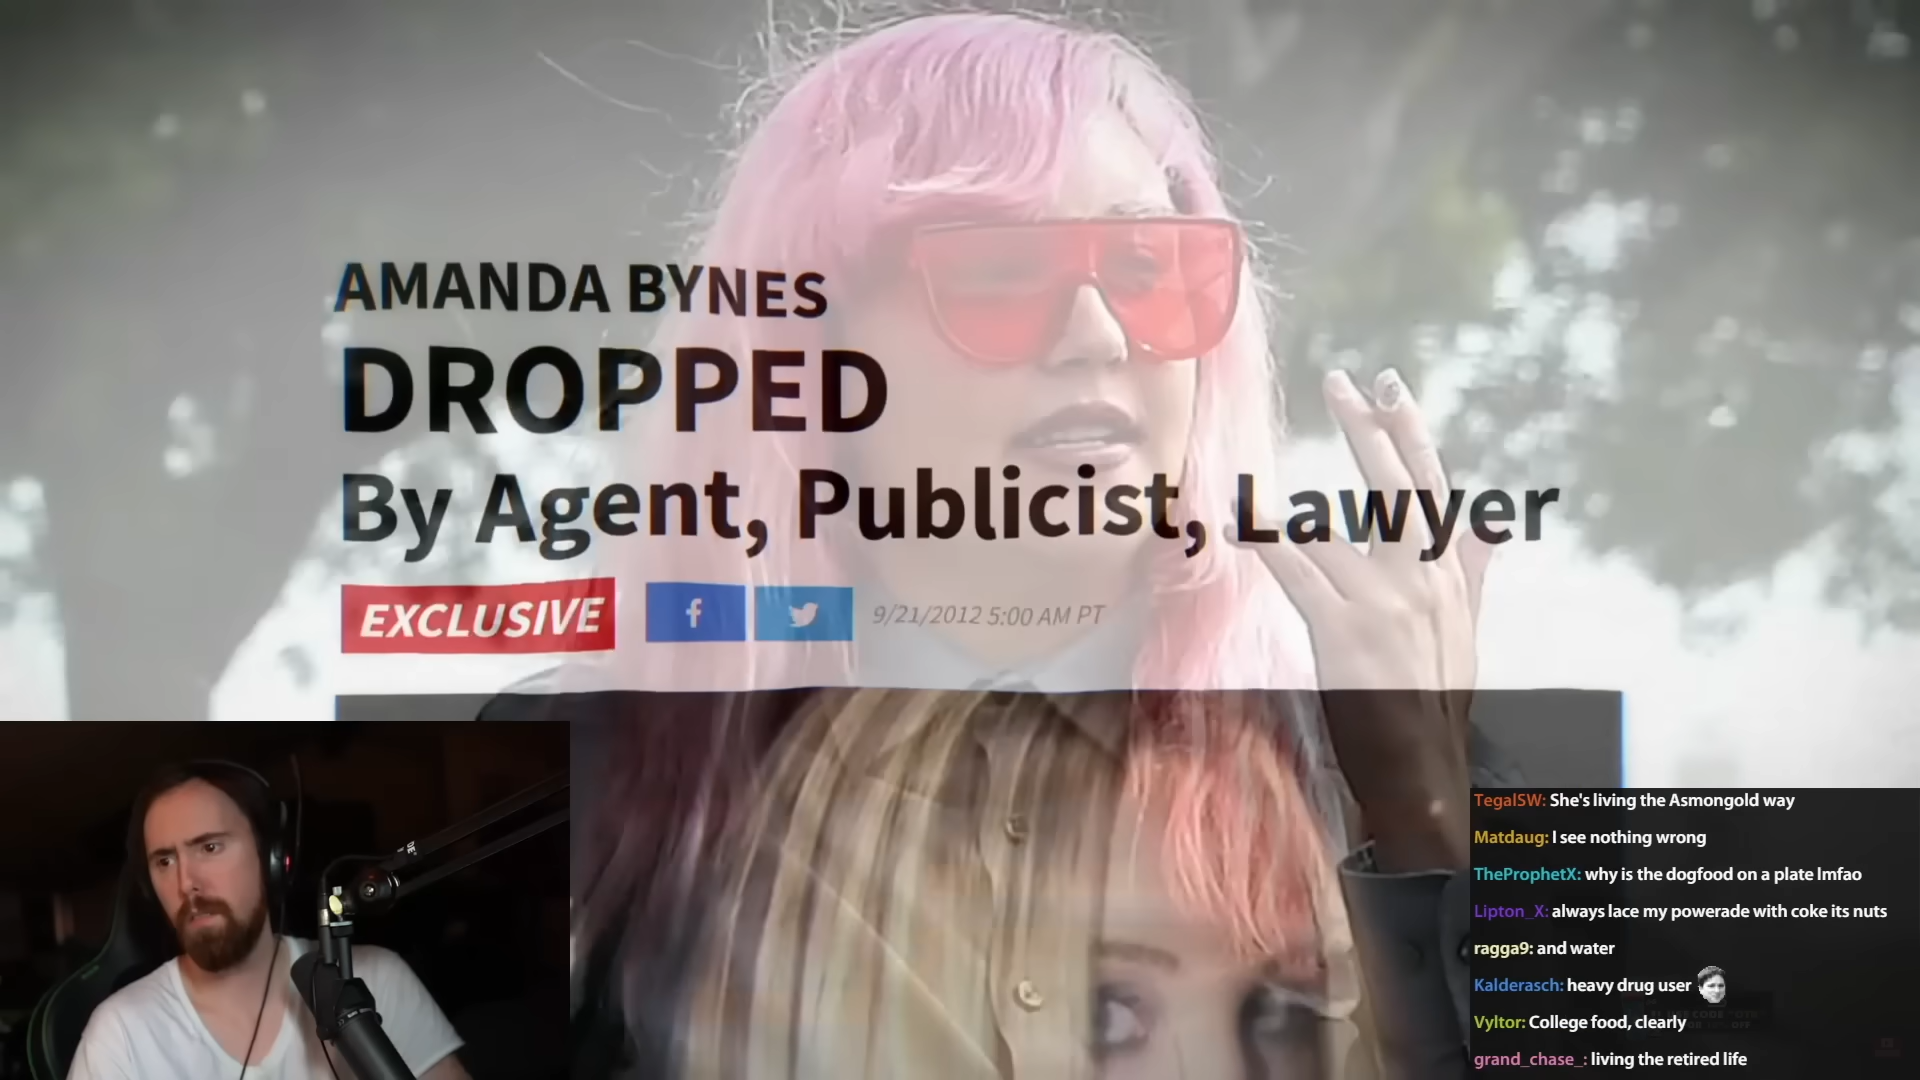 AMANDA BYNES
DROPPED
By Agent, Publicist, Lawyer
EXCLUSIVE
9/21/2012 5:00 AM PT
TegalSW: She's living the Asmongold way
Matdaug: I see nothing wrong
TheProphetX: why is the dogfood on a plate lmfao
Lipton_X: always lace my powerade with coke its nuts
ragga9: and water
Kalderasch: heavy drug user
Vyltor: College food, clearly
grand_chase_: living the retired life